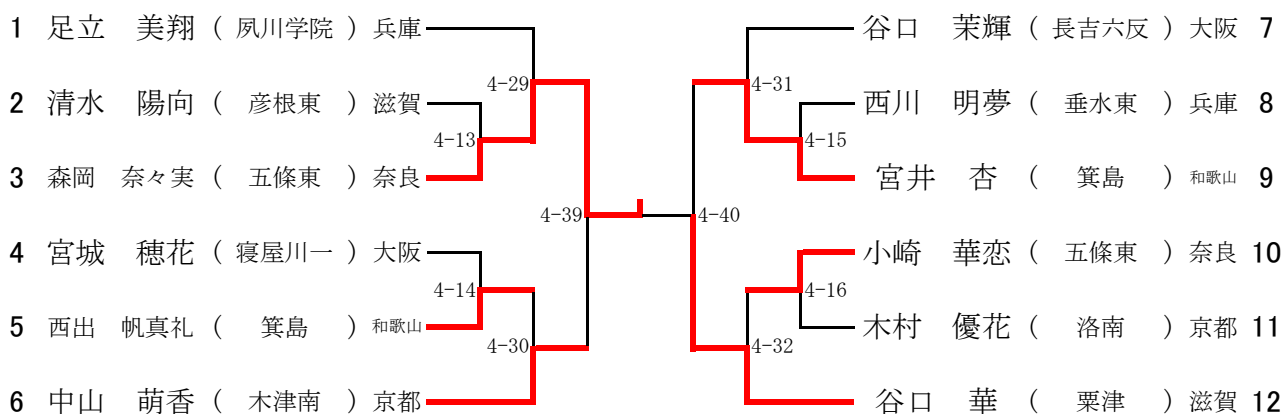 1 足立 美翔 ( 夙川学院 ) 兵庫
谷口 茉輝 ( 長吉六反 ) 大阪 7
4-29
4-31
2 清水 陽向 ( 彦根東 ) 滋賀
西川 明夢 ( 垂水東 ) 兵庫 8
4-13
4-15
3 森岡 奈々実 ( 五條東 ) 奈良
宮井 杏 ( 箕島 ) 和歌山 9
4-39
4-40
4 宮城 穂花 ( 寝屋川一 ) 大阪
小崎 華恋 ( 五條東 ) 奈良 10
4-14
4-16
5 西出 帆真礼 ( 箕島 ) 和歌山
木村 優花 ( 洛南 ) 京都 11
4-30
4-32
6 中山 萌香 ( 木津南 ) 京都
谷口 華 ( 粟津 ) 滋賀 12